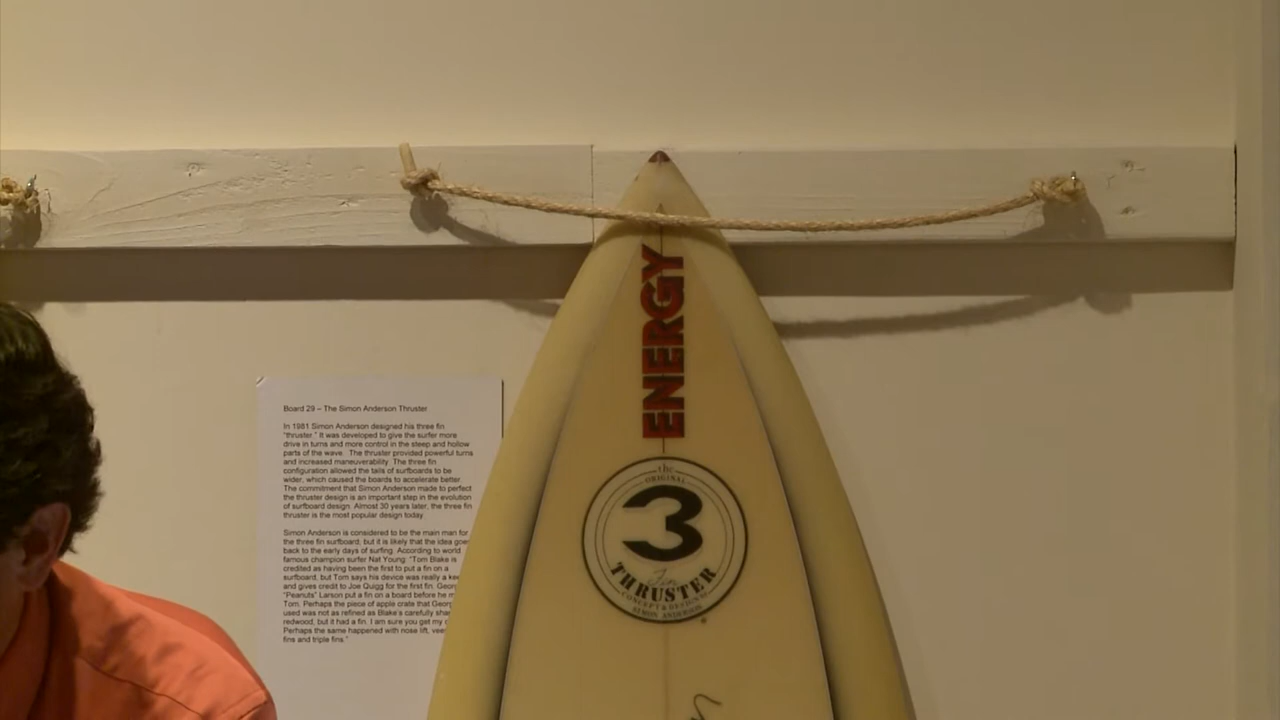 Board 29 – The Simon Anderson Thruster
In 1981 Simon Anderson designed his three fin
"thruster." It was developed to give the surfer more
drive in turns and more control in the steep and hollow
parts of the wave. The thruster provided powerful turns
and increased maneuverability. The three fin
configuration allowed the tails of surfboards to be
wider, which caused the boards to accelerate better.
The commitment that Simon Anderson made to perfect
the thruster design is an important step in the evolution
of surfboard design. Almost 30 years later, the three fin
thruster is the most popular design today.
Simon Anderson is considered to be the main man for
the three fin surfboard; but it is likely that the idea goes
back to the early days of surfing. According to world
famous champion surfer Nat Young: "Tom Blake is
credited as having been the first to put a fin on a
surfboard, but Tom says his device was really a kee
and gives credit to Joe Quigg for the first fin. Georg
"Peanuts" Larson put a fin on a board before he m
Tom. Perhaps the piece of apple crate that Georg
used was not as refined as Blake's carefully sha
redwood, but it had a fin. I am sure you get my
Perhaps the same happened with nose lift, vee
fins and triple fins."
ENERGY
the
ORIGINAL
3
THRUSTER
CONCEPT & DESIGN BY
SIMON ANDERSON